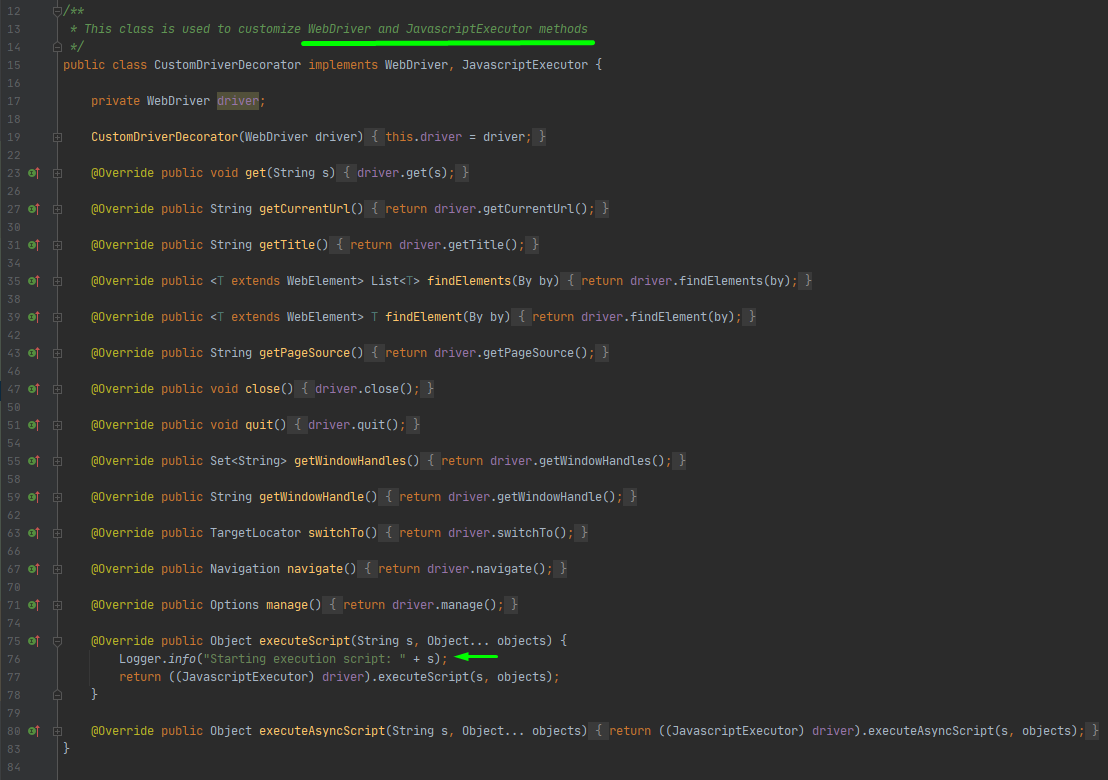 12 /**
13 * This class is used to customize WebDriver and JavascriptExecutor methods
14 */
15 public class CustomDriverDecorator implements WebDriver, JavascriptExecutor {
16
17 private WebDriver driver;
18
19 CustomDriverDecorator(WebDriver driver) { this.driver = driver; }
22
23 @Override public void get(String s) { driver.get(s); }
26
27 @Override public String getCurrentUrl() { return driver.getCurrentUrl(); }
30
31 @Override public String getTitle() { return driver.getTitle(); }
34
35 @Override public <T extends WebElement> List<T> findElements(By by) { return driver.findElements(by); }
38
39 @Override public <T extends WebElement> T findElement(By by) { return driver.findElement(by); }
42
43 @Override public String getPageSource() { return driver.getPageSource(); }
46
47 @Override public void close() { driver.close(); }
50
51 @Override public void quit() { driver.quit(); }
54
55 @Override public Set<String> getWindowHandles() { return driver.getWindowHandles(); }
58
59 @Override public String getWindowHandle() { return driver.getWindowHandle(); }
62
63 @Override public TargetLocator switchTo() { return driver.switchTo(); }
66
67 @Override public Navigation navigate() { return driver.navigate(); }
70
71 @Override public Options manage() { return driver.manage(); }
74
75 @Override public Object executeScript(String s, Object... objects) {
76 Logger.info("Starting execution script: " + s);
77 return ((JavascriptExecutor) driver).executeScript(s, objects);
78 }
79
80 @Override public Object executeAsyncScript(String s, Object... objects) { return ((JavascriptExecutor) driver).executeAsyncScript(s, objects); }
83 }
84